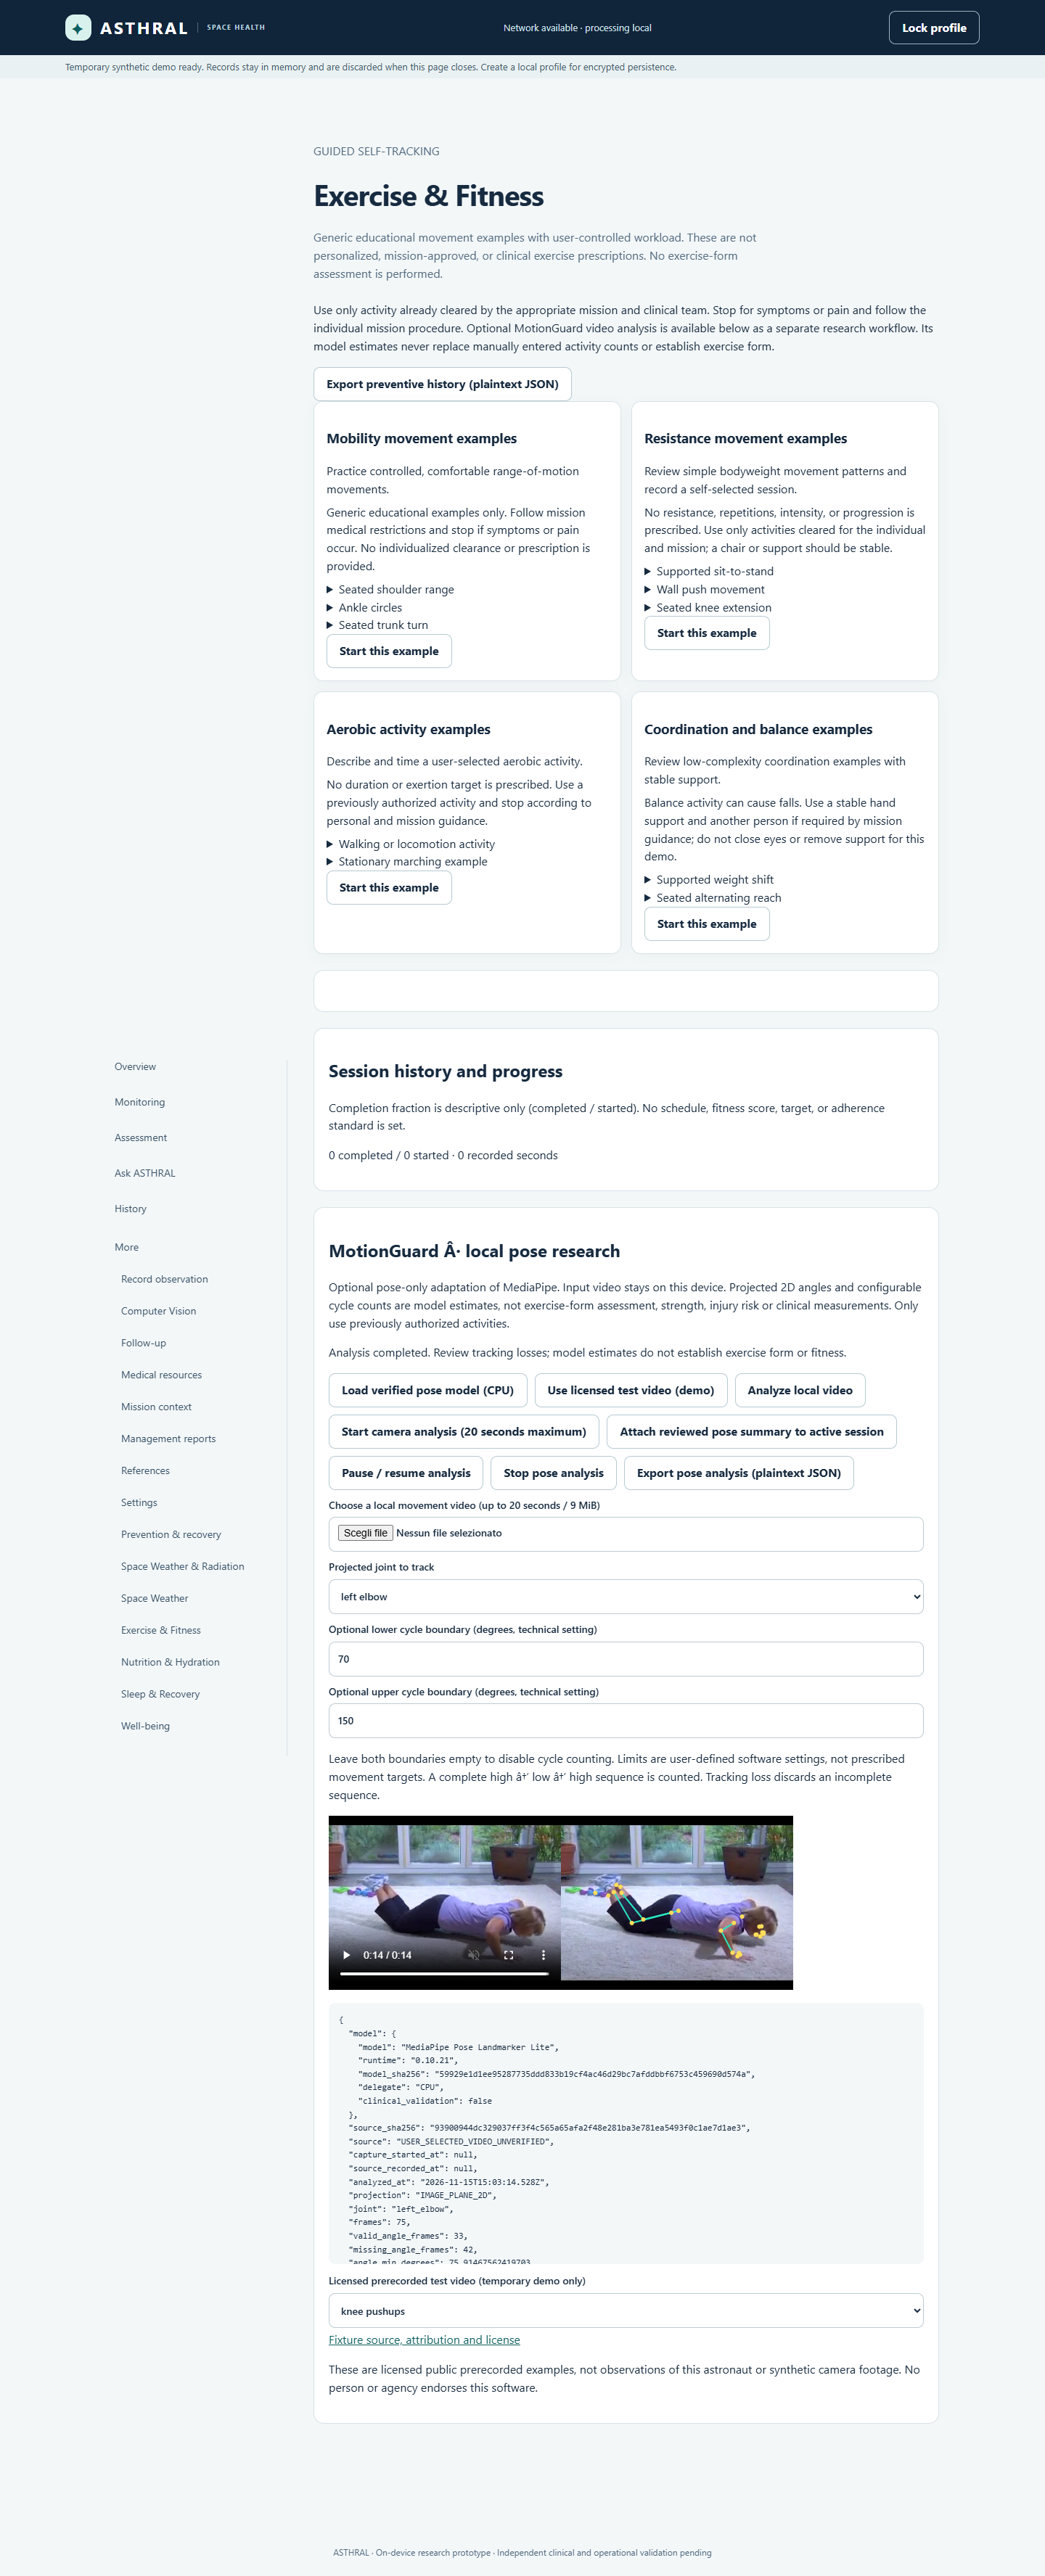 ASTHRAL
SPACE HEALTH
Network available · processing local
Lock profile
Temporary synthetic demo ready. Records stay in memory and are discarded when this page closes. Create a local profile for encrypted persistence.
GUIDED SELF-TRACKING
Exercise & Fitness
Generic educational movement examples with user-controlled workload. These are not
personalized, mission-approved, or clinical exercise prescriptions. No exercise-form
assessment is performed.
Use only activity already cleared by the appropriate mission and clinical team. Stop for symptoms or pain and follow the
individual mission procedure. Optional MotionGuard video analysis is available below as a separate research workflow. Its
model estimates never replace manually entered activity counts or establish exercise form.
Export preventive history (plaintext JSON)
Mobility movement examples
Practice controlled, comfortable range-of-motion
movements.
Generic educational examples only. Follow mission
medical restrictions and stop if symptoms or pain
occur. No individualized clearance or prescription is
provided.
Seated shoulder range
Ankle circles
Seated trunk turn
Start this example
Resistance movement examples
Review simple bodyweight movement patterns and
record a self-selected session.
No resistance, repetitions, intensity, or progression is
prescribed. Use only activities cleared for the individual
and mission; a chair or support should be stable.
Supported sit-to-stand
Wall push movement
Seated knee extension
Start this example
Aerobic activity examples
Describe and time a user-selected aerobic activity.
No duration or exertion target is prescribed. Use a
previously authorized activity and stop according to
personal and mission guidance.
Walking or locomotion activity
Stationary marching example
Start this example
Coordination and balance examples
Review low-complexity coordination examples with
stable support.
Balance activity can cause falls. Use a stable hand
support and another person if required by mission
guidance; do not close eyes or remove support for this
demo.
Supported weight shift
Seated alternating reach
Start this example
Overview
Monitoring
Assessment
Ask ASTHRAL
History
More
Record observation
Computer Vision
Follow-up
Medical resources
Mission context
Management reports
References
Settings
Prevention & recovery
Space Weather & Radiation
Space Weather
Exercise & Fitness
Nutrition & Hydration
Sleep & Recovery
Well-being
Session history and progress
Completion fraction is descriptive only (completed / started). No schedule, fitness score, target, or adherence
standard is set.
0 completed / 0 started · 0 recorded seconds
MotionGuard Â· local pose research
Optional pose-only adaptation of MediaPipe. Input video stays on this device. Projected 2D angles and configurable
cycle counts are model estimates, not exercise-form assessment, strength, injury risk or clinical measurements. Only
use previously authorized activities.
Analysis completed. Review tracking losses; model estimates do not establish exercise form or fitness.
Load verified pose model (CPU)
Use licensed test video (demo)
Analyze local video
Start camera analysis (20 seconds maximum)
Attach reviewed pose summary to active session
Pause / resume analysis
Stop pose analysis
Export pose analysis (plaintext JSON)
Choose a local movement video (up to 20 seconds / 9 MiB)
Scegli file Nessun file selezionato
Projected joint to track
left elbow
Optional lower cycle boundary (degrees, technical setting)
70
Optional upper cycle boundary (degrees, technical setting)
150
Leave both boundaries empty to disable cycle counting. Limits are user-defined software settings, not prescribed
movement targets. A complete high â†' low â†' high sequence is counted. Tracking loss discards an incomplete
sequence.
0:14 / 0:14
{
"model": {
"model": "MediaPipe Pose Landmarker Lite",
"runtime": "0.10.21",
"model_sha256": "59929e1d1ee95287735ddd833b19cf4ac46d29bc7afddbbf6753c459690d574a",
"delegate": "CPU",
"clinical_validation": false
},
"source_sha256": "93900944dc329037ff3f4c565a65afa2f48e281ba3e781ea5493f0c1ae7d1ae3",
"source": "USER_SELECTED_VIDEO_UNVERIFIED",
"capture_started_at": null,
"source_recorded_at": null,
"analyzed_at": "2026-11-15T15:03:14.528Z",
"projection": "IMAGE_PLANE_2D",
"joint": "left_elbow",
"frames": 75,
"valid_angle_frames": 33,
"missing_angle_frames": 42,
"angle_min_degrees": 75.91467562419703
Licensed prerecorded test video (temporary demo only)
knee pushups
Fixture source, attribution and license
These are licensed public prerecorded examples, not observations of this astronaut or synthetic camera footage. No
person or agency endorses this software.
ASTHRAL · On-device research prototype · Independent clinical and operational validation pending